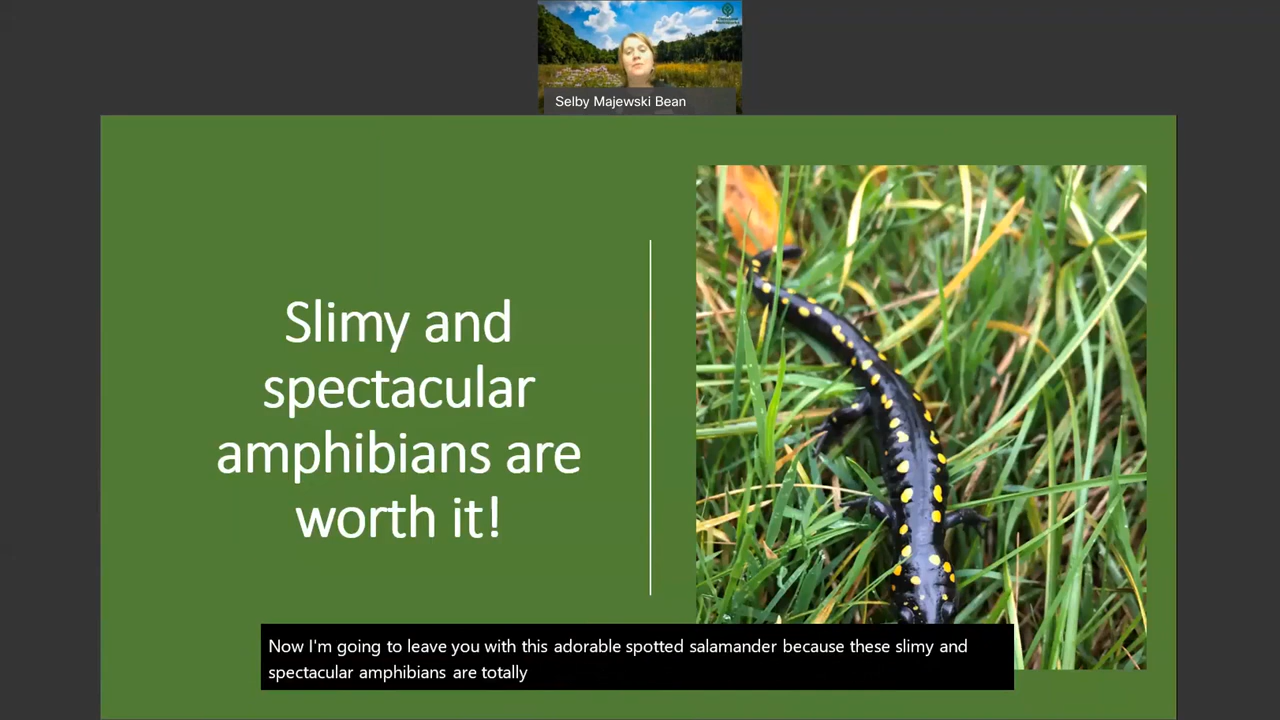 Selby Majewski Bean
Slimy and
spectacular
amphibians are
worth it!
Now I'm going to leave you with this adorable spotted salamander because these slimy and
spectacular amphibians are totally